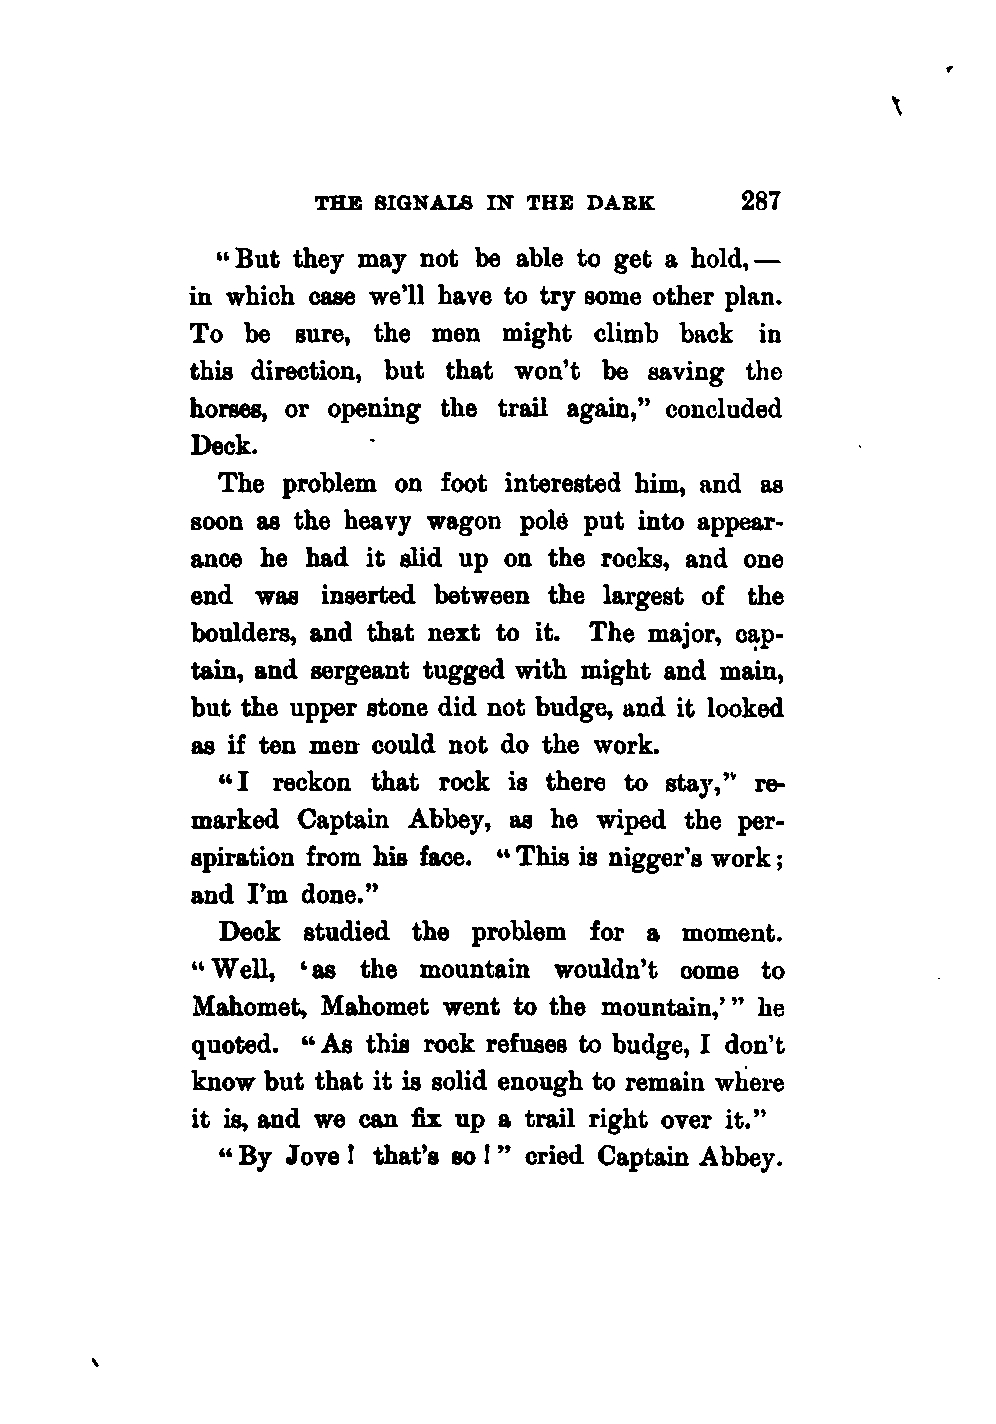 THE SIGNALS IN THE DARK 287
"But they may not be able to get a hold,—
in which case we'll have to try some other plan.
To be sure, the men might climb back in
this direction, but that won't be saving the
horses, or opening the trail again," concluded
Deck.
The problem on foot interested him, and as
soon as the heavy wagon pole put into appear-
ance he had it slid up on the rocks, and one
end was inserted between the largest of the
boulders, and that next to it. The major, cap-
tain, and sergeant tugged with might and main,
but the upper stone did not budge, and it looked
as if ten men could not do the work.
"I reckon that rock is there to stay," re-
marked Captain Abbey, as he wiped the per-
spiration from his face. "This is nigger's work;
and I'm done."
Deck studied the problem for a moment.
"Well, 'as the mountain wouldn't come to
Mahomet, Mahomet went to the mountain,'" he
quoted. "As this rock refuses to budge, I don't
know but that it is solid enough to remain where
it is, and we can fix up a trail right over it."
"By Jove! that's so!" cried Captain Abbey.